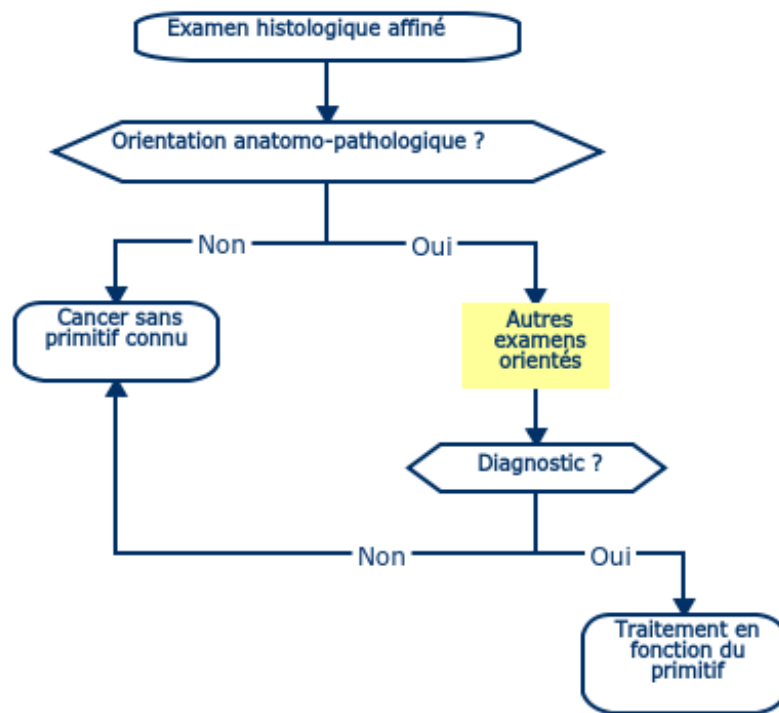 Examen histologique affiné
Orientation anatomo-pathologique ?
Non
Oui
Cancer sans
primitif connu
Autres
examens
orientés
Diagnostic ?
Non
Oui
Traitement en
fonction du
primitif